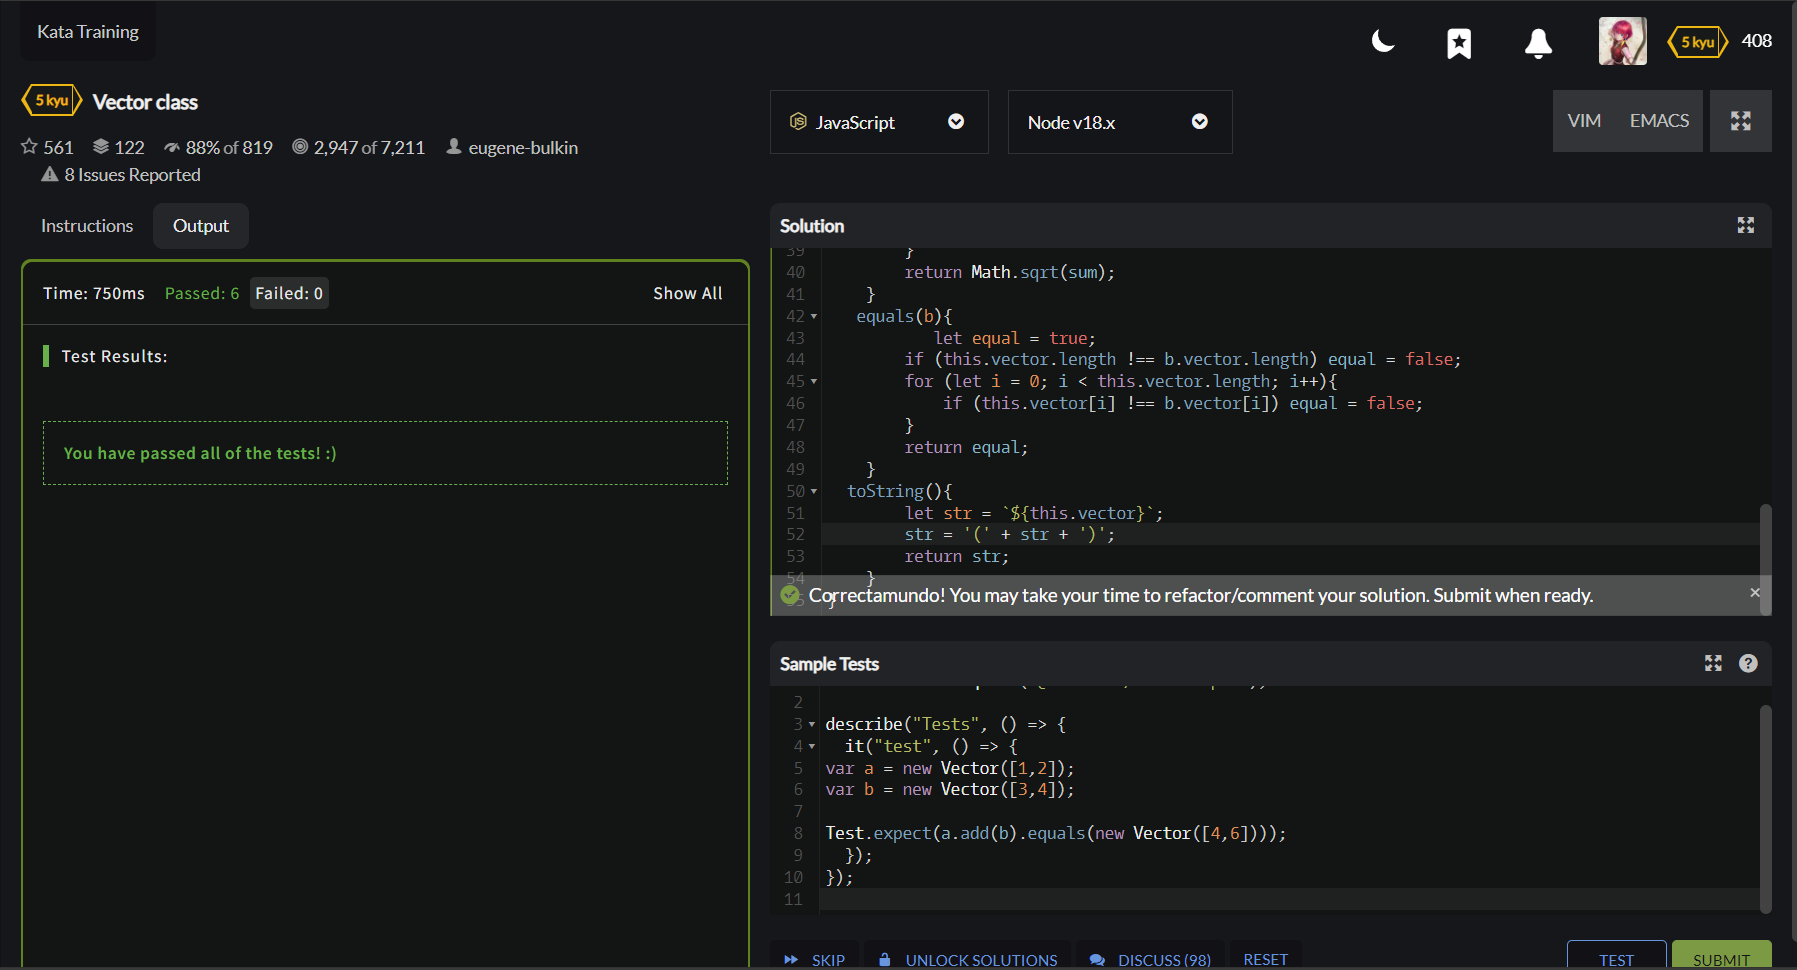 Kata Training
5 kyu 408
5 kyu Vector class
561 122 88% of 819 2,947 of 7,211 eugene-bulkin
8 Issues Reported
JavaScript
Node v18.x
VIM EMACS
Instructions Output
Time: 750ms Passed: 6 Failed: 0 Show All
Test Results:
You have passed all of the tests! :)
Solution
39 }
40 return Math.sqrt(sum);
41 }
42 equals(b){
43 let equal = true;
44 if (this.vector.length !== b.vector.length) equal = false;
45 for (let i = 0; i < this.vector.length; i++){
46 if (this.vector[i] !== b.vector[i]) equal = false;
47 }
48 return equal;
49 }
50 toString(){
51 let str = `${this.vector}`;
52 str = '(' + str + ')';
53 return str;
54 }
55 }
Correctamundo! You may take your time to refactor/comment your solution. Submit when ready. ×
Sample Tests
2
3 describe("Tests", () => {
4 it("test", () => {
5 var a = new Vector([1,2]);
6 var b = new Vector([3,4]);
7
8 Test.expect(a.add(b).equals(new Vector([4,6])));
9 });
10 });
11
SKIP UNLOCK SOLUTIONS DISCUSS (98) RESET TEST SUBMIT